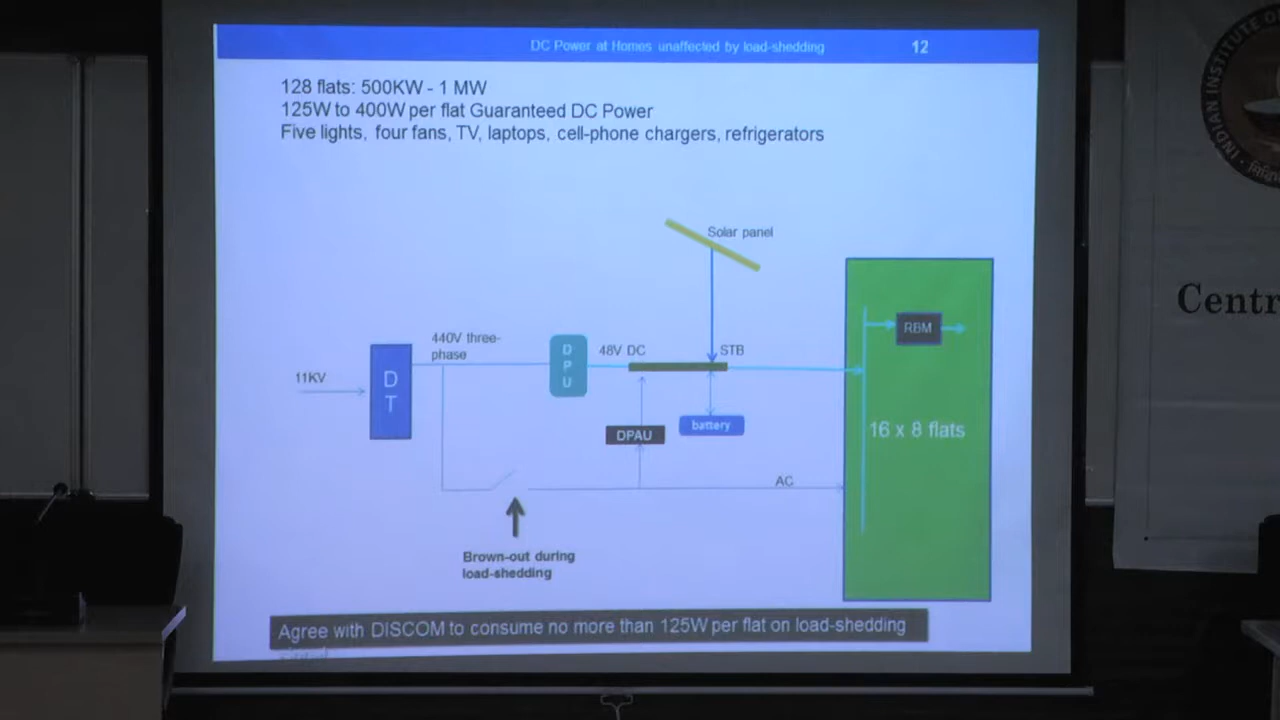 DC Power at Homes unaffected by load-shedding 12
128 flats: 500KW - 1 MW
125W to 400W per flat Guaranteed DC Power
Five lights, four fans, TV, laptops, cell-phone chargers, refrigerators
Solar panel
440V three-
phase
11KV
D
T
D
P
U
48V DC
STB
RBM
DPAU
battery
16 x 8 flats
AC
Brown-out during
load-shedding
Agree with DISCOM to consume no more than 125W per flat on load-shedding
INDIAN INSTITUTE
Centr